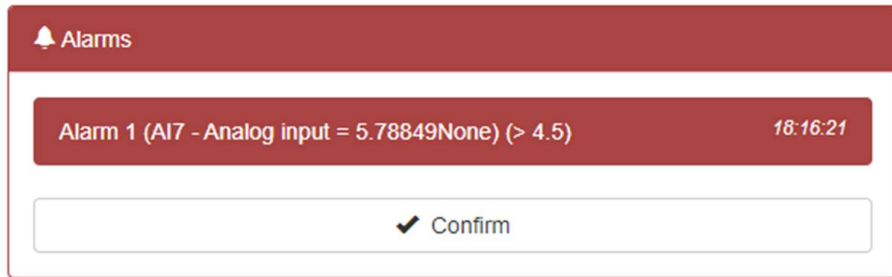 Alarms
Alarm 1 (AI7 - Analog input = 5.78849None) (> 4.5) 18:16:21
Confirm